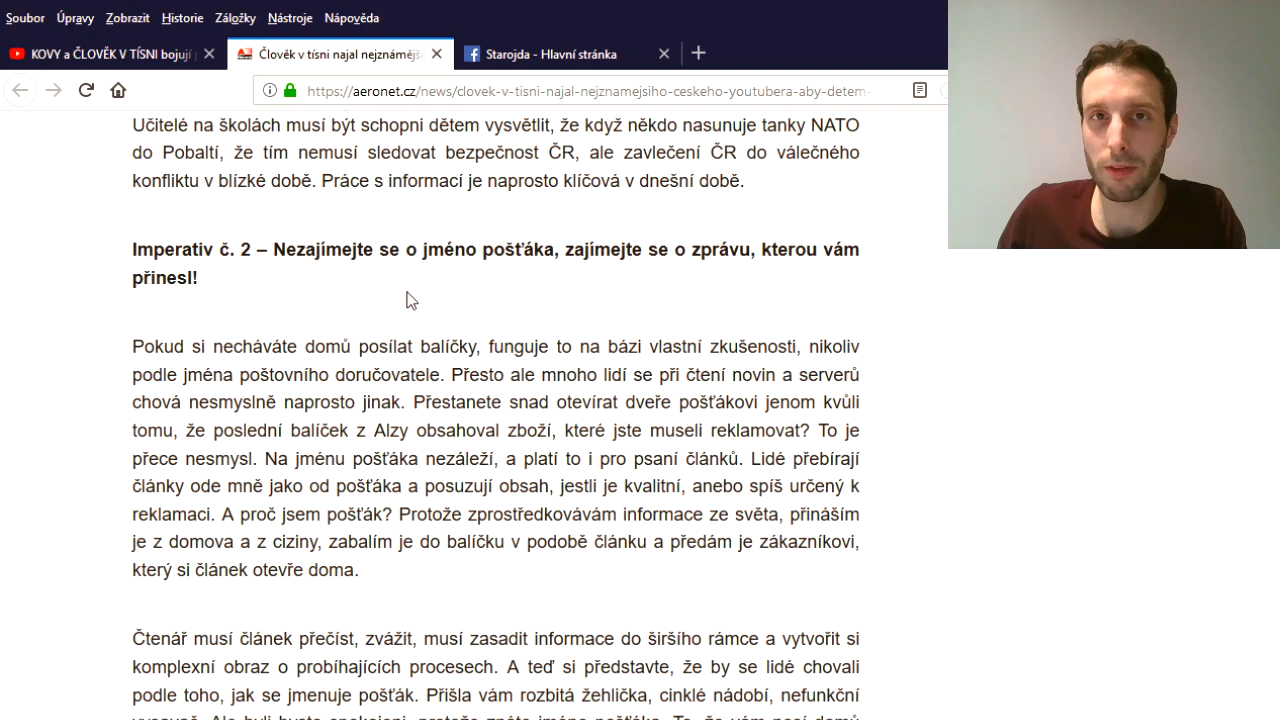 Soubor Úpravy Zobrazit Historie Záložky Nástroje Nápověda
KOVY a ČLOVĚK V TÍSNI bojují
Člověk v tísni najal nejznámějš
Starojda - Hlavní stránka
https://aeronet.cz/news/clovek-v-tisni-najal-nejznamejsiho-ceskeho-youtubera-aby-detem-
Učitelé na školách musí být schopni dětem vysvětlit, že když někdo nasunuje tanky NATO
do Pobaltí, že tím nemusí sledovat bezpečnost ČR, ale zavlečení ČR do válečného
konfliktu v blízké době. Práce s informací je naprosto klíčová v dnešní době.
Imperativ č. 2 – Nezajímejte se o jméno pošťáka, zajímejte se o zprávu, kterou vám
přinesl!
Pokud si necháváte domů posílat balíčky, funguje to na bázi vlastní zkušenosti, nikoliv
podle jména poštovního doručovatele. Přesto ale mnoho lidí se při čtení novin a serverů
chová nesmyslně naprosto jinak. Přestanete snad otevírat dveře pošťákovi jenom kvůli
tomu, že poslední balíček z Alzy obsahoval zboží, které jste museli reklamovat? To je
přece nesmysl. Na jménu pošťáka nezáleží, a platí to i pro psaní článků. Lidé přebírají
články ode mně jako od pošťáka a posuzují obsah, jestli je kvalitní, anebo spíš určený k
reklamaci. A proč jsem pošťák? Protože zprostředkovávám informace ze světa, přináším
je z domova a z ciziny, zabalím je do balíčku v podobě článku a předám je zákazníkovi,
který si článek otevře doma.
Čtenář musí článek přečíst, zvážit, musí zasadit informace do širšího rámce a vytvořit si
komplexní obraz o probíhajících procesech. A teď si představte, že by se lidé chovali
podle toho, jak se jmenuje pošťák. Přišla vám rozbitá žehlička, cinklé nádobí, nefunkční